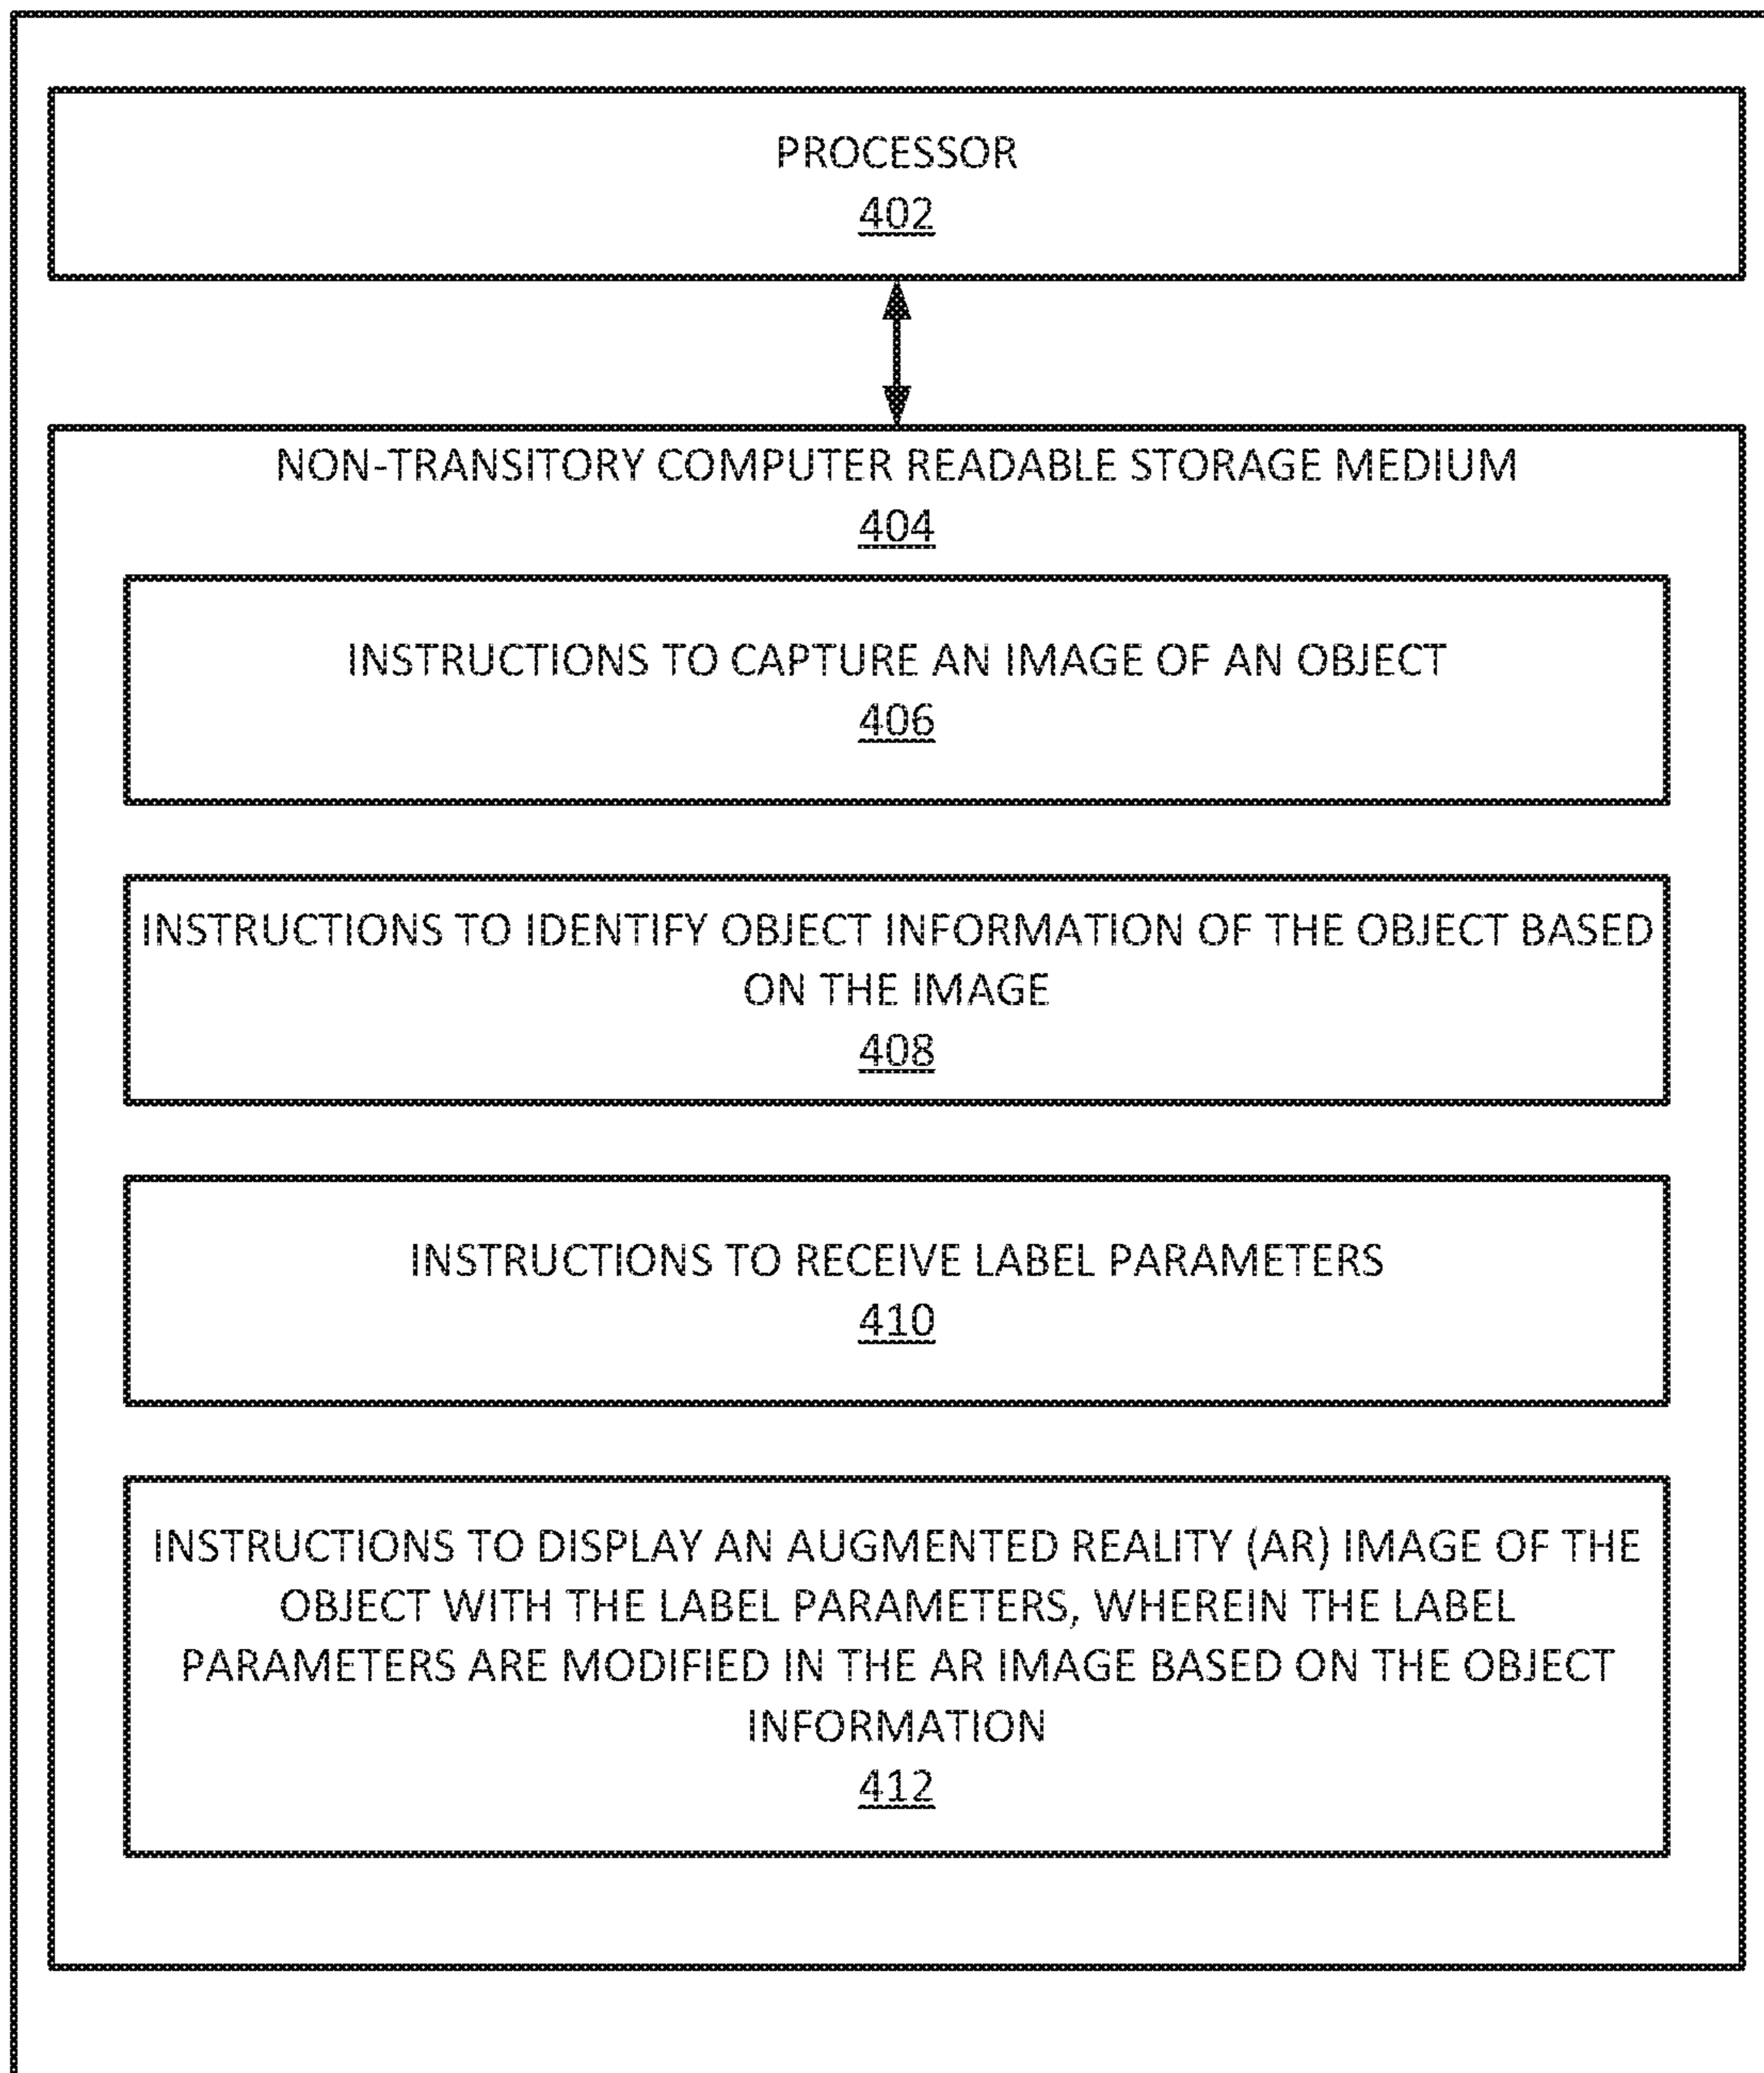 PROCESSOR
402
NON-TRANSITORY COMPUTER READABLE STORAGE MEDIUM
404
INSTRUCTIONS TO CAPTURE AN IMAGE OF AN OBJECT
406
INSTRUCTIONS TO IDENTIFY OBJECT INFORMATION OF THE OBJECT BASED
ON THE IMAGE
408
INSTRUCTIONS TO RECEIVE LABEL PARAMETERS
410
INSTRUCTIONS TO DISPLAY AN AUGMENTED REALITY (AR) IMAGE OF THE
OBJECT WITH THE LABEL PARAMETERS, WHEREIN THE LABEL
PARAMETERS ARE MODIFIED IN THE AR IMAGE BASED ON THE OBJECT
INFORMATION
412